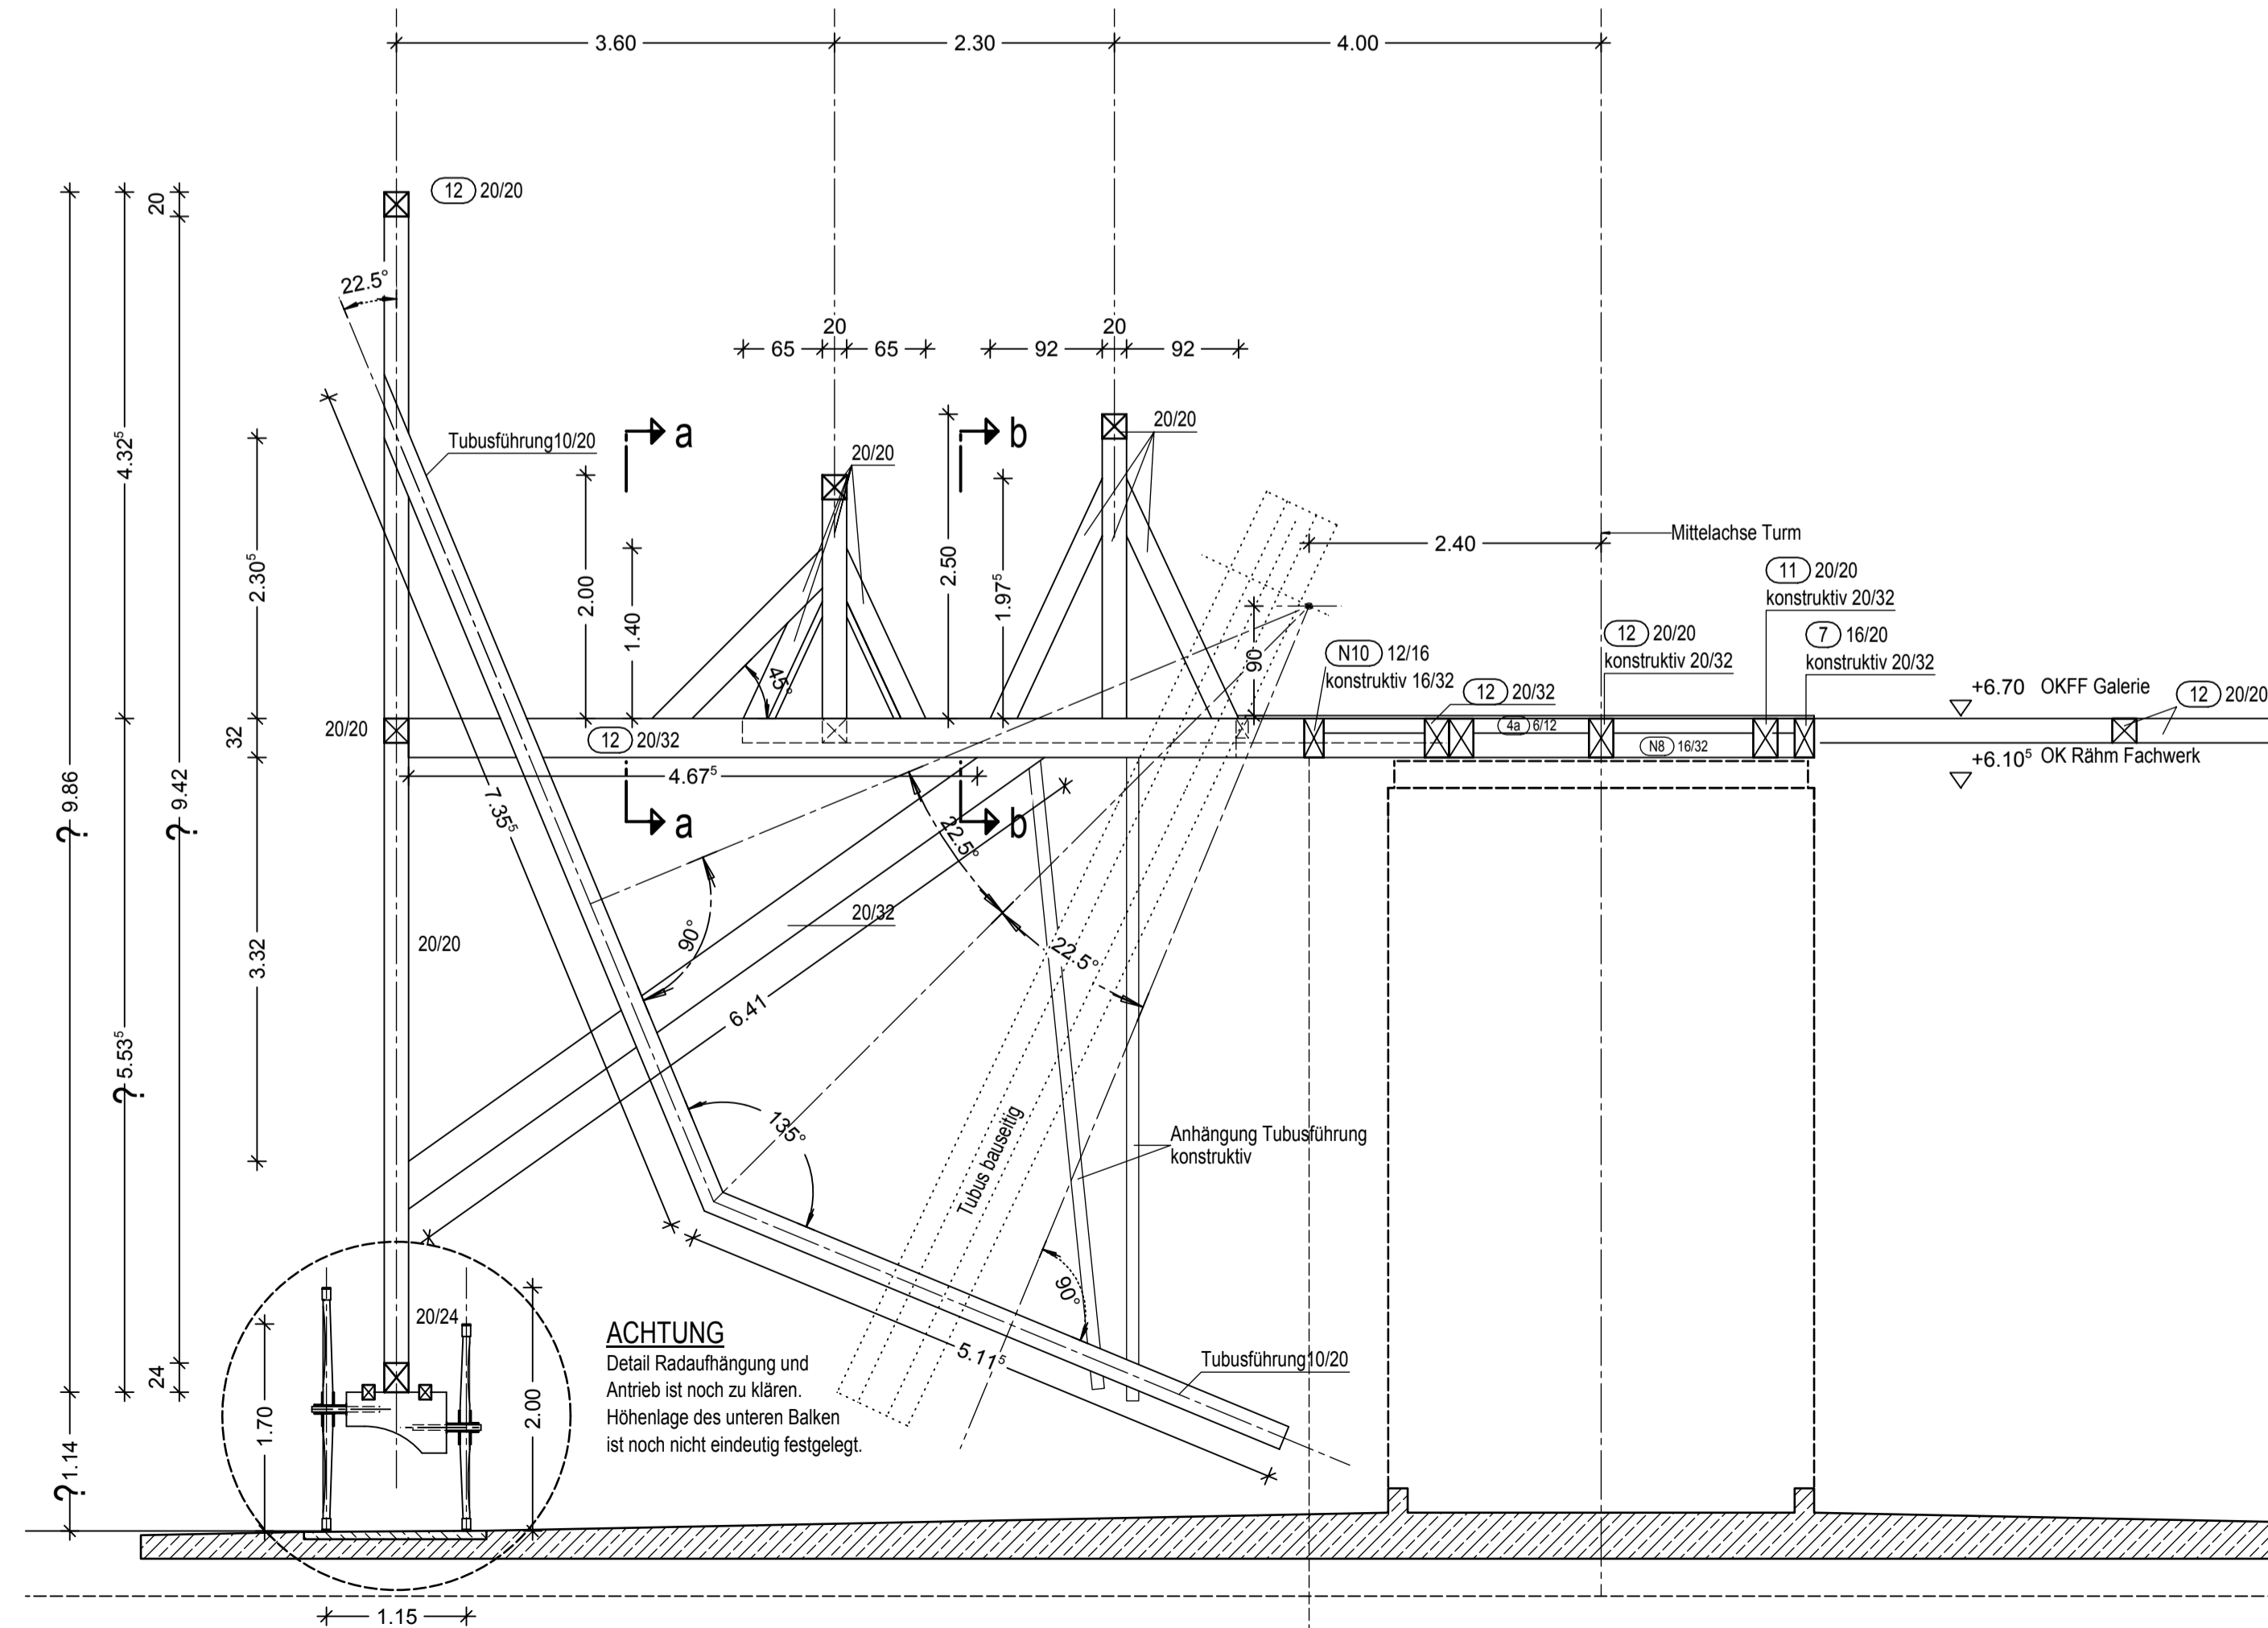 3.60
2.30
4.00
12 20/20
20
22.5°
20
20
65
65
92
92
4.32⁵
Tubusführung10/20
a
b
20/20
20/20
2.30⁵
2.00
1.40
2.50
1.97⁵
2.40
Mittelachse Turm
11 20/20
konstruktiv 20/32
12 20/20
konstruktiv 20/32
7 16/20
konstruktiv 20/32
90
N10 12/16
konstruktiv 16/32
12 20/32
45°
+6.70 OKFF Galerie
12 20/20
20/20
32
12 20/32
4a 6/12
N8 16/32
+6.10⁵ OK Rähm Fachwerk
4.67⁵
? 9.86
? 9.42
7.35⁵
a
b
22.5°
20/32
90°
20/20
3.32
22.5°
6.41
? 5.53⁵
135°
Anhängung Tubusführung
konstruktiv
Tubus bauseitig
90°
20/24
ACHTUNG
Detail Radaufhängung und
Antrieb ist noch zu klären.
Höhenlage des unteren Balken
ist noch nicht eindeutig festgelegt.
5.11⁵
Tubusführung10/20
24
1.70
2.00
? 1.14
1.15